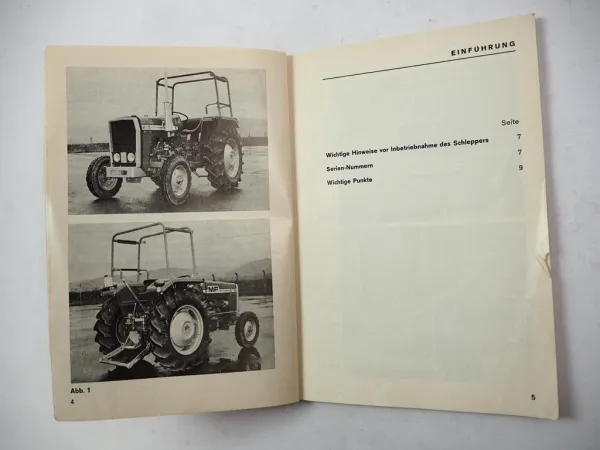 MF
Abb. 1
4
EINFÜHRUNG
Seite
Wichtige Hinweise vor Inbetriebnahme des Schleppers 7
Serien-Nummern 7
Wichtige Punkte 9
5